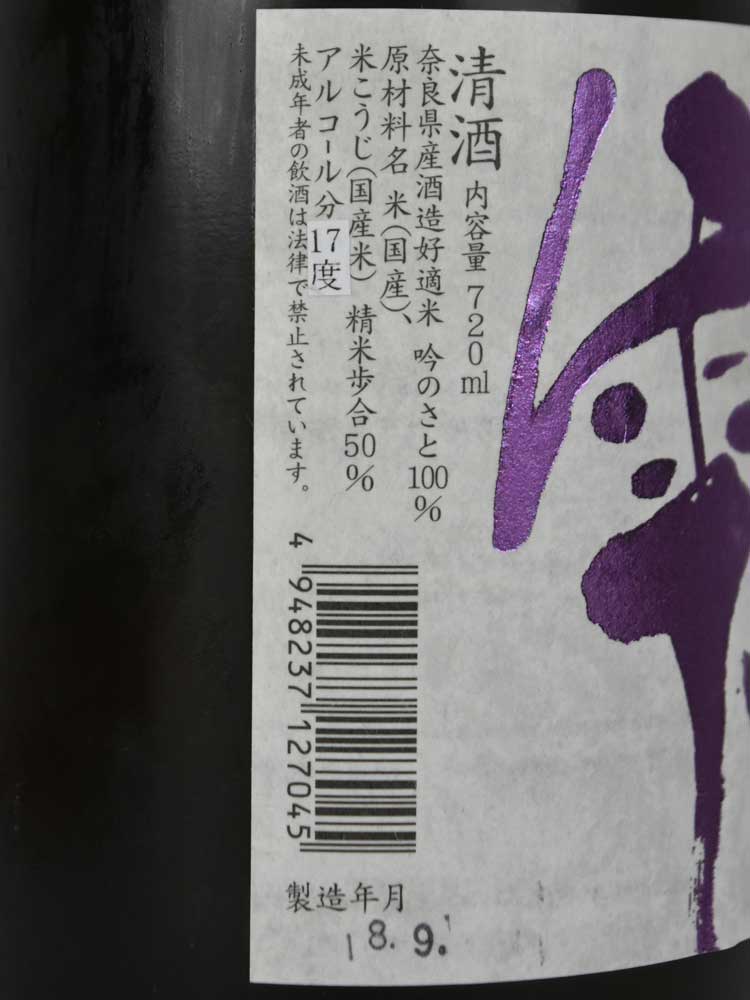 清酒 内容量 720ml
奈良県産酒造好適米 吟のさと100%
原材料名 米(国産)、
米こうじ(国産米) 精米歩合50%
アルコール分17度
未成年者の飲酒は法律で禁止されています。
4 948237 127045
製造年月
18.9.